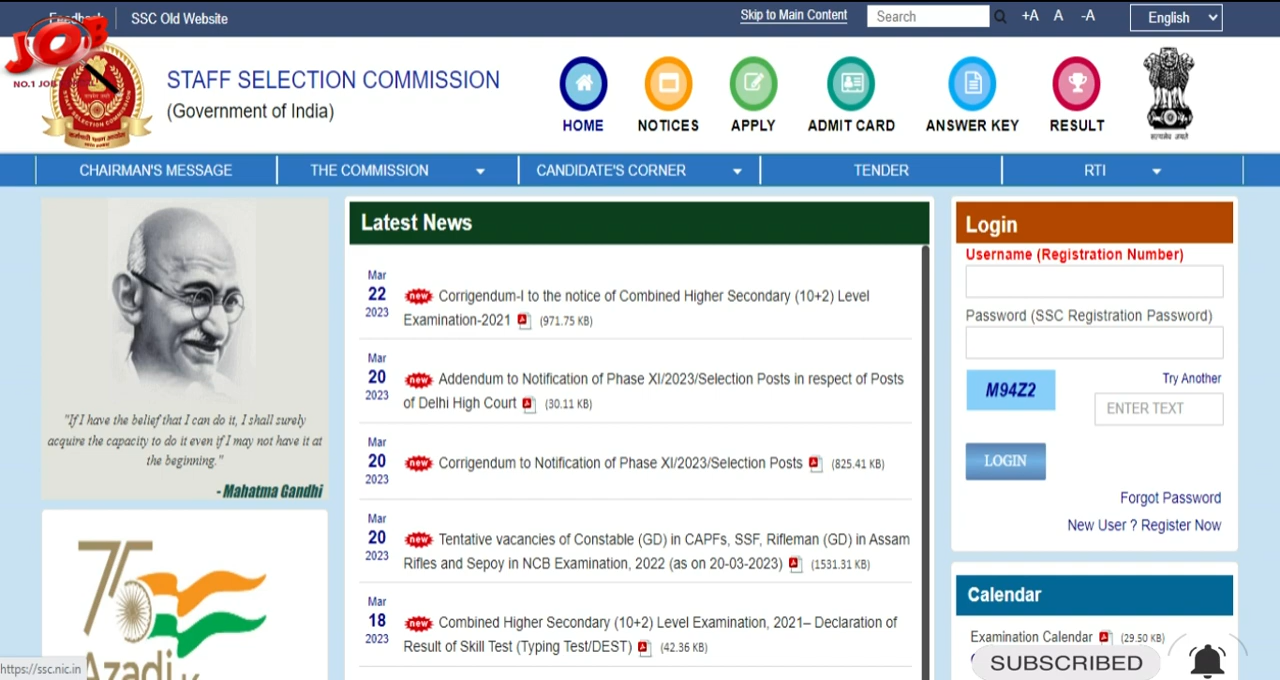 Feedback
SSC Old Website
Skip to Main Content
Search
+A A -A
English
JOB
NO.1 JOB
STAFF SELECTION COMMISSION
(Government of India)
HOME
NOTICES
APPLY
ADMIT CARD
ANSWER KEY
RESULT
सत्यमेव जयते
CHAIRMAN'S MESSAGE
THE COMMISSION
CANDIDATE'S CORNER
TENDER
RTI
"If I have the belief that I can do it, I shall surely
acquire the capacity to do it even if I may not have it at
the beginning."
- Mahatma Gandhi
75
Azadi
Latest News
Mar
22
2023
new Corrigendum-I to the notice of Combined Higher Secondary (10+2) Level
Examination-2021 (971.75 KB)
Mar
20
2023
new Addendum to Notification of Phase XI/2023/Selection Posts in respect of Posts
of Delhi High Court (30.11 KB)
Mar
20
2023
new Corrigendum to Notification of Phase XI/2023/Selection Posts (825.41 KB)
Mar
20
2023
new Tentative vacancies of Constable (GD) in CAPFs, SSF, Rifleman (GD) in Assam
Rifles and Sepoy in NCB Examination, 2022 (as on 20-03-2023) (1531.31 KB)
Mar
18
2023
new Combined Higher Secondary (10+2) Level Examination, 2021– Declaration of
Result of Skill Test (Typing Test/DEST) (42.36 KB)
Login
Username (Registration Number)
Password (SSC Registration Password)
M94Z2
Try Another
ENTER TEXT
LOGIN
Forgot Password
New User ? Register Now
Calendar
Examination Calendar (29.50 KB)
SUBSCRIBED
https://ssc.nic.in